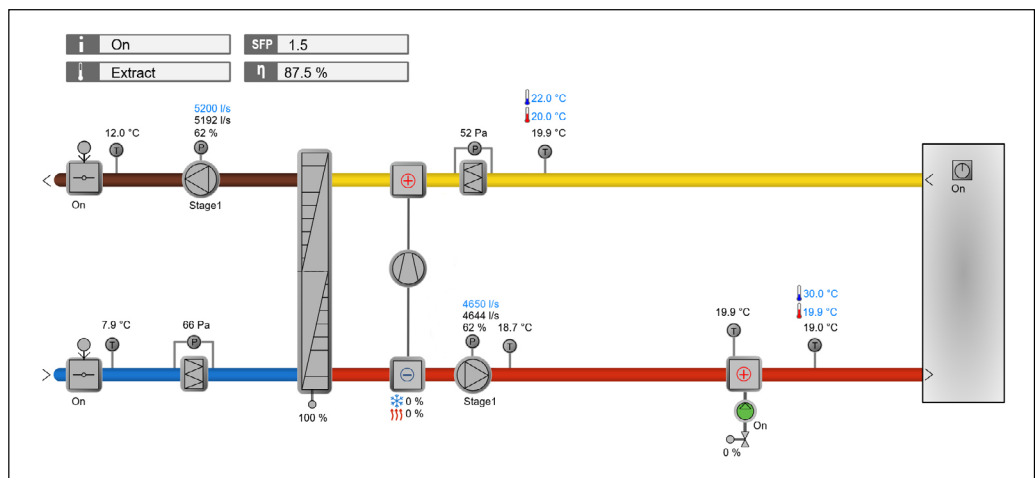 i On
SFP 1.5
Extract
η 87.5 %
5200 l/s
5192 l/s
62 %
12.0 °C
P
T
On
Stage1
52 Pa
P
22.0 °C
20.0 °C
19.9 °C
T
On
7.9 °C
T
66 Pa
P
On
100 %
0 %
0 %
4650 l/s
4644 l/s
62 %
P
18.7 °C
T
Stage1
19.9 °C
T
30.0 °C
19.9 °C
19.0 °C
T
On
0 %